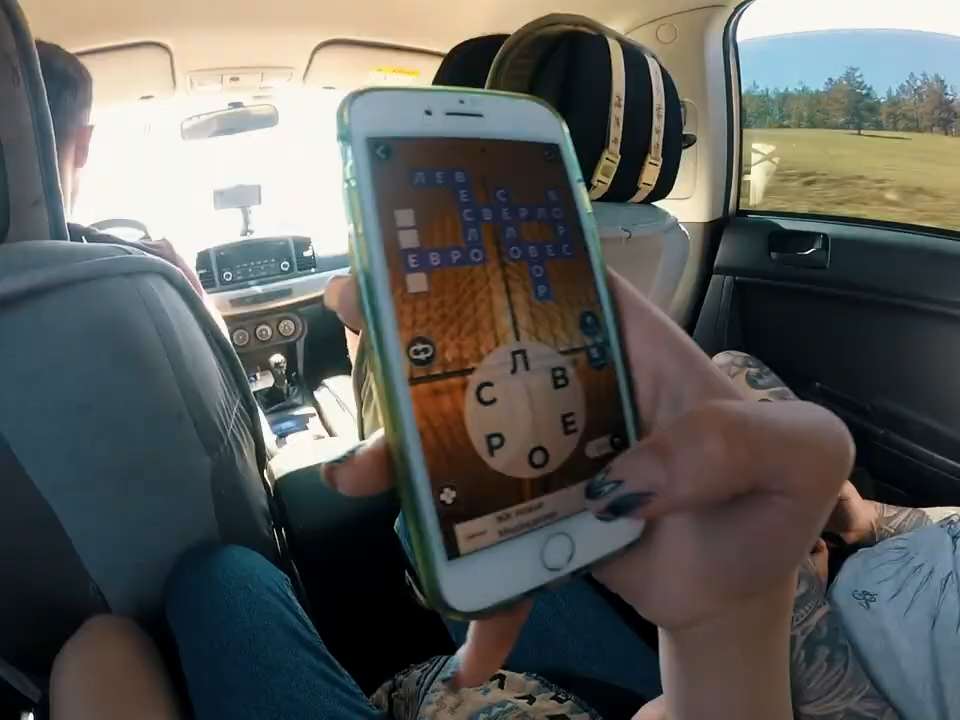 ЛЕВ
Е С В
СВЕРЛО
Л Л Р
ЕВРО ОВЕС
О
Р
Л
С В
Р Е
О